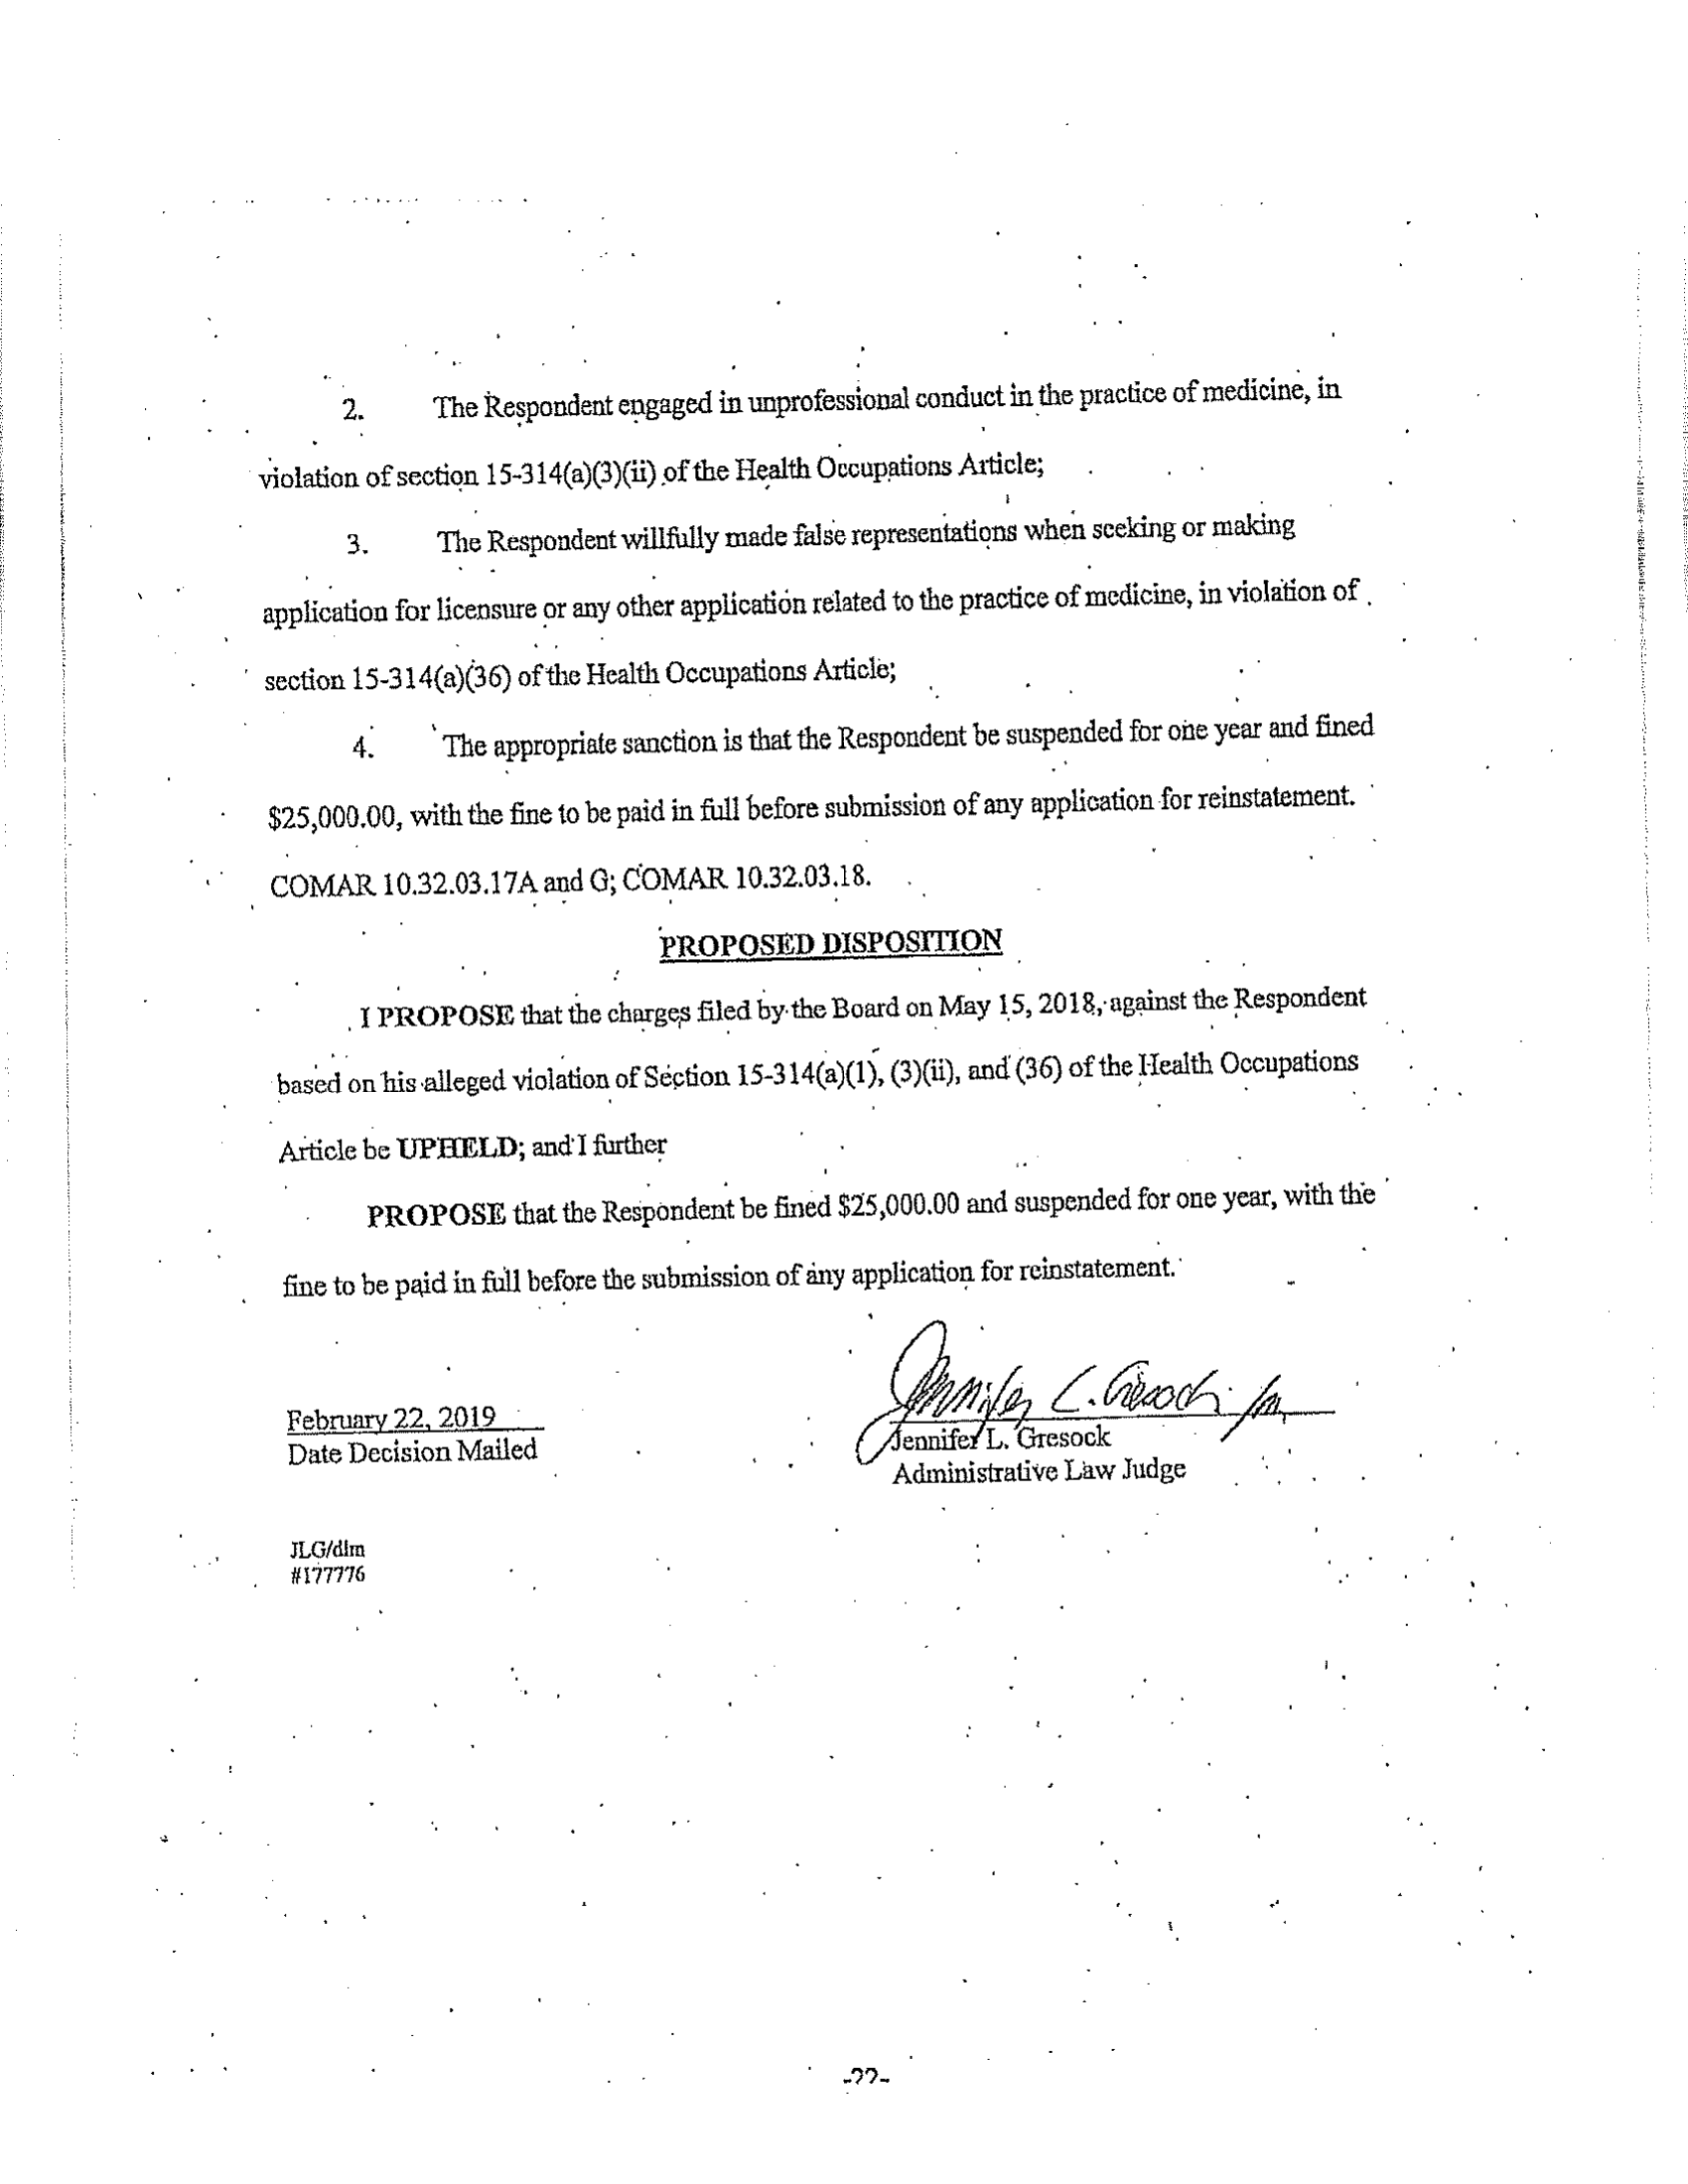 2. The Respondent engaged in unprofessional conduct in the practice of medicine, in
violation of section 15-314(a)(3)(ii) of the Health Occupations Article;
3. The Respondent willfully made false representations when seeking or making
application for licensure or any other application related to the practice of medicine, in violation of
section 15-314(a)(36) of the Health Occupations Article;
4. The appropriate sanction is that the Respondent be suspended for one year and fined
$25,000.00, with the fine to be paid in full before submission of any application for reinstatement.
COMAR 10.32.03.17A and G; COMAR 10.32.03.18.
PROPOSED DISPOSITION
I PROPOSE that the charges filed by the Board on May 15, 2018, against the Respondent
based on his alleged violation of Section 15-314(a)(1), (3)(ii), and (36) of the Health Occupations
Article be UPHELD; and I further
PROPOSE that the Respondent be fined $25,000.00 and suspended for one year, with the
fine to be paid in full before the submission of any application for reinstatement.
Jennifer L. Gresock
February 22, 2019
Date Decision Mailed
Jennifer L. Gresock
Administrative Law Judge
JLG/dlm
#177776